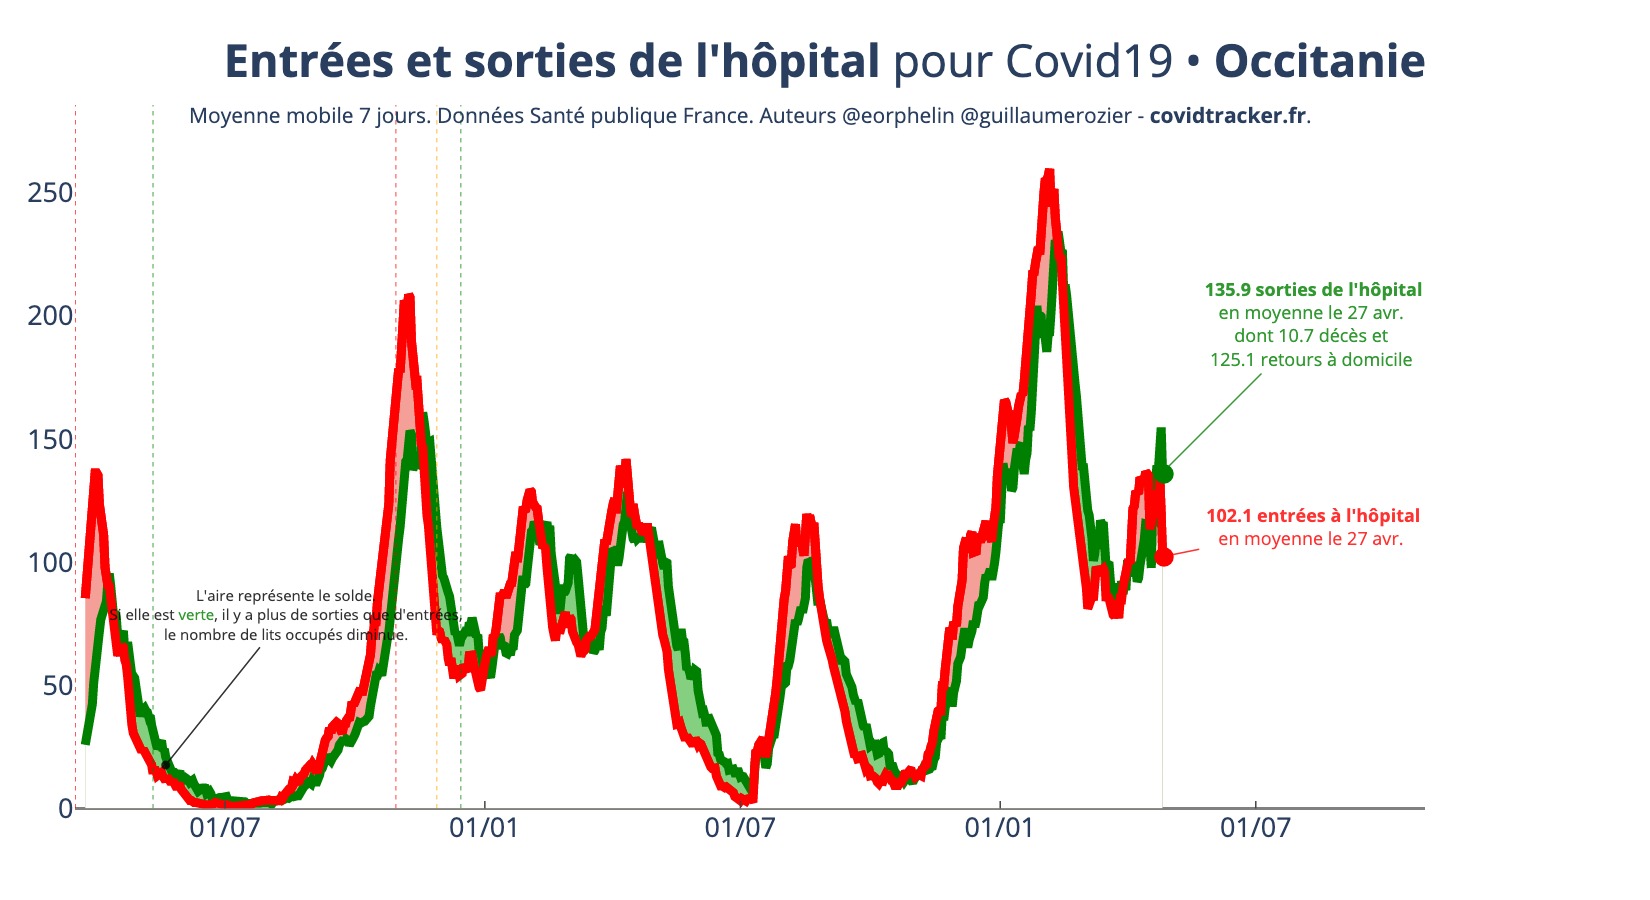 Entrées et sorties de l'hôpital pour Covid19 • Occitanie
Moyenne mobile 7 jours. Données Santé publique France. Auteurs @eorphelin @guillaumerozier - covidtracker.fr.
250
200
150
100
50
0
135.9 sorties de l'hôpital
en moyenne le 27 avr.
dont 10.7 décès et
125.1 retours à domicile
102.1 entrées à l'hôpital
en moyenne le 27 avr.
L'aire représente le solde.
Si elle est verte, il y a plus de sorties que d'entrées,
le nombre de lits occupés diminue.
01/07
01/01
01/07
01/01
01/07